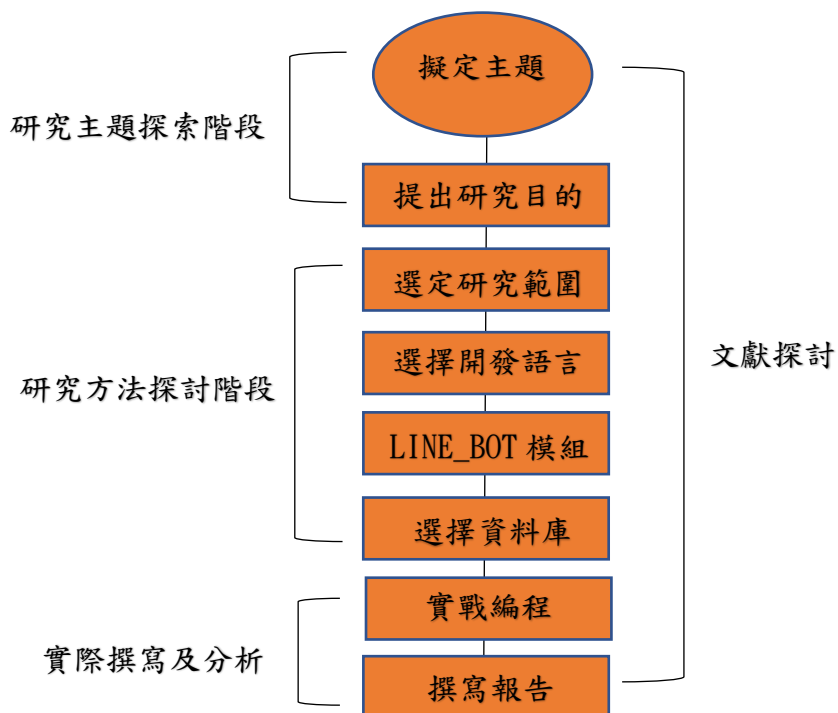 擬定主題
研究主題探索階段
提出研究目的
選定研究範圍
選擇開發語言
文獻探討
研究方法探討階段
LINE_BOT 模組
選擇資料庫
實戰編程
實際撰寫及分析
撰寫報告